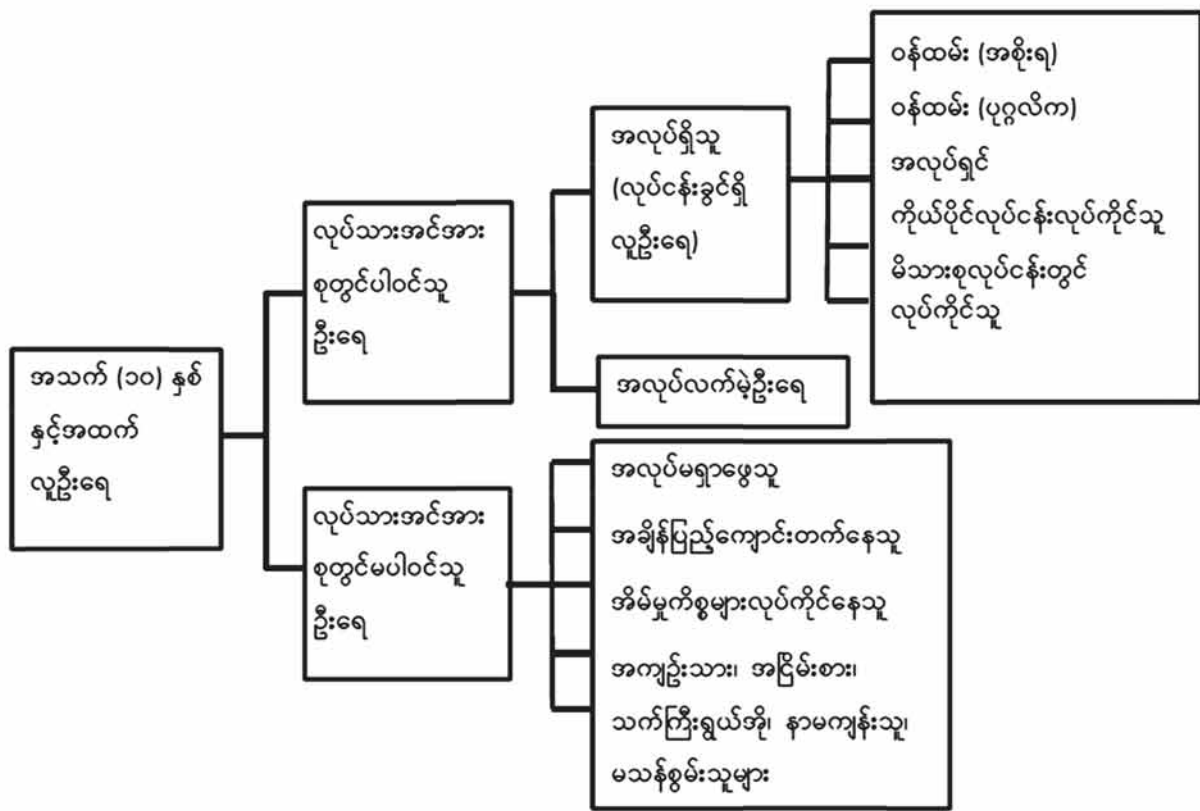 အသက် (၁၀) နှစ်
နှင့်အထက်
လူဦးရေ
လုပ်သားအင်အား
စုတွင်ပါဝင်သူ
ဦးရေ
လုပ်သားအင်အား
စုတွင်မပါဝင်သူ
ဦးရေ
အလုပ်ရှိသူ
(လုပ်ငန်းခွင်ရှိ
လူဦးရေ)
အလုပ်လက်မဲ့ဦးရေ
ဝန်ထမ်း (အစိုးရ)
ဝန်ထမ်း (ပုဂ္ဂလိက)
အလုပ်ရှင်
ကိုယ်ပိုင်လုပ်ငန်းလုပ်ကိုင်သူ
မိသားစုလုပ်ငန်းတွင်
လုပ်ကိုင်သူ
အလုပ်မရှာဖွေသူ
အချိန်ပြည့်ကျောင်းတက်နေသူ
အိမ်မှုကိစ္စများလုပ်ကိုင်နေသူ
အကျဉ်းသား၊ အငြိမ်းစား၊
သက်ကြီးရွယ်အို၊ နာမကျန်းသူ၊
မသန်စွမ်းသူများ